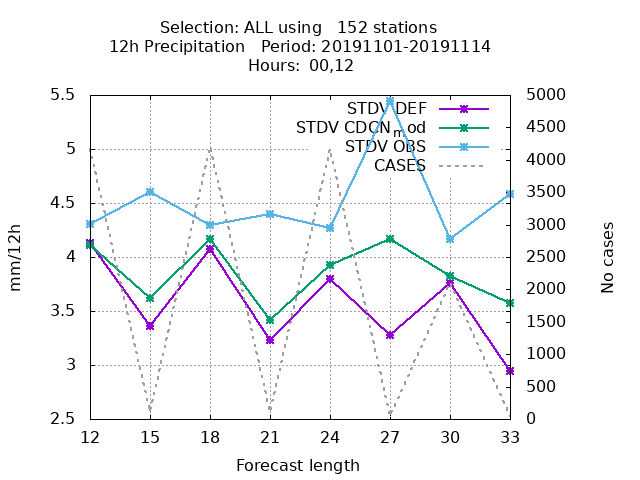 Selection: ALL using   152 stations
12h Precipitation   Period: 20191101-20191114
Hours:  00,12
STDV DEF
STDV CDCN_mod
STDV OBS
CASES
mm/12h
5.5
5
4.5
4
3.5
3
2.5
5000
4500
4000
3500
3000
2500
2000
1500
1000
500
0
No cases
12 15 18 21 24 27 30 33
Forecast length